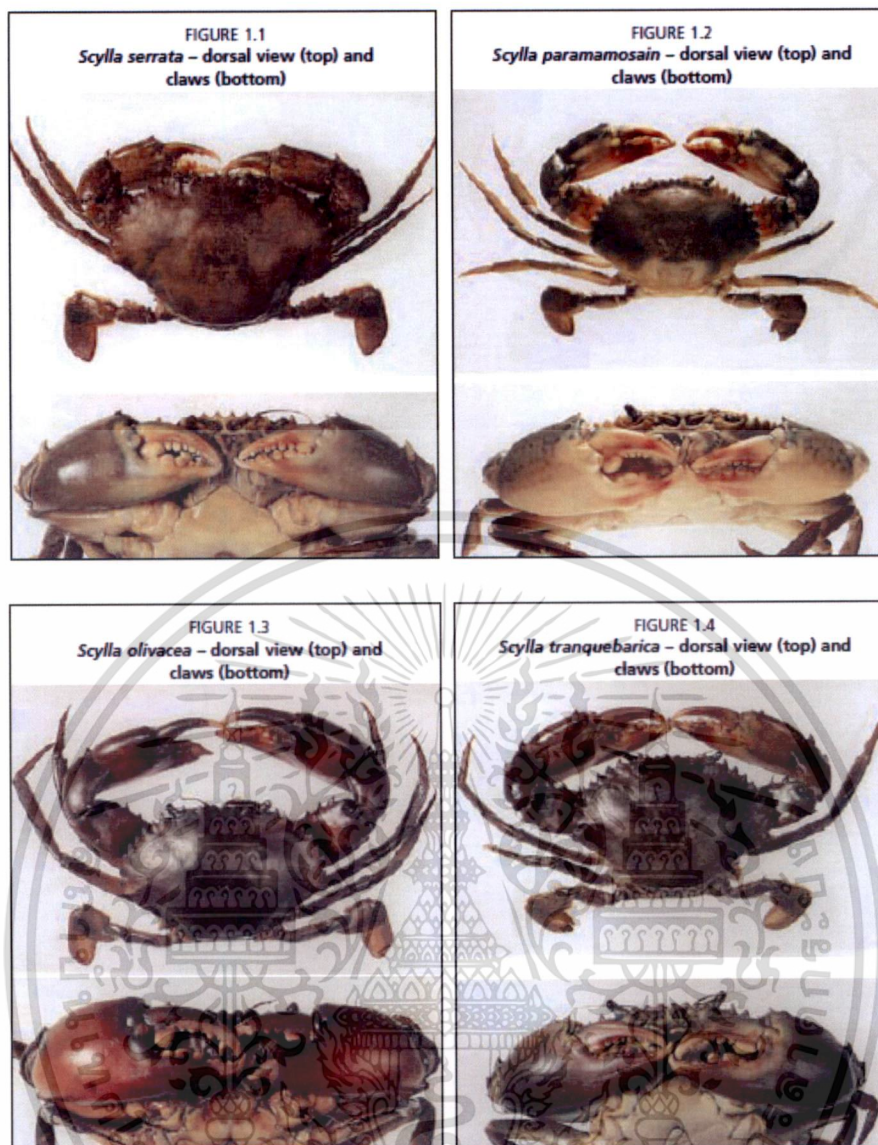 FIGURE 1.1
Scylla serrata – dorsal view (top) and
claws (bottom)
FIGURE 1.2
Scylla paramamosain – dorsal view (top) and
claws (bottom)
FIGURE 1.3
Scylla olivacea – dorsal view (top) and
claws (bottom)
FIGURE 1.4
Scylla tranquebarica – dorsal view (top) and
claws (bottom)